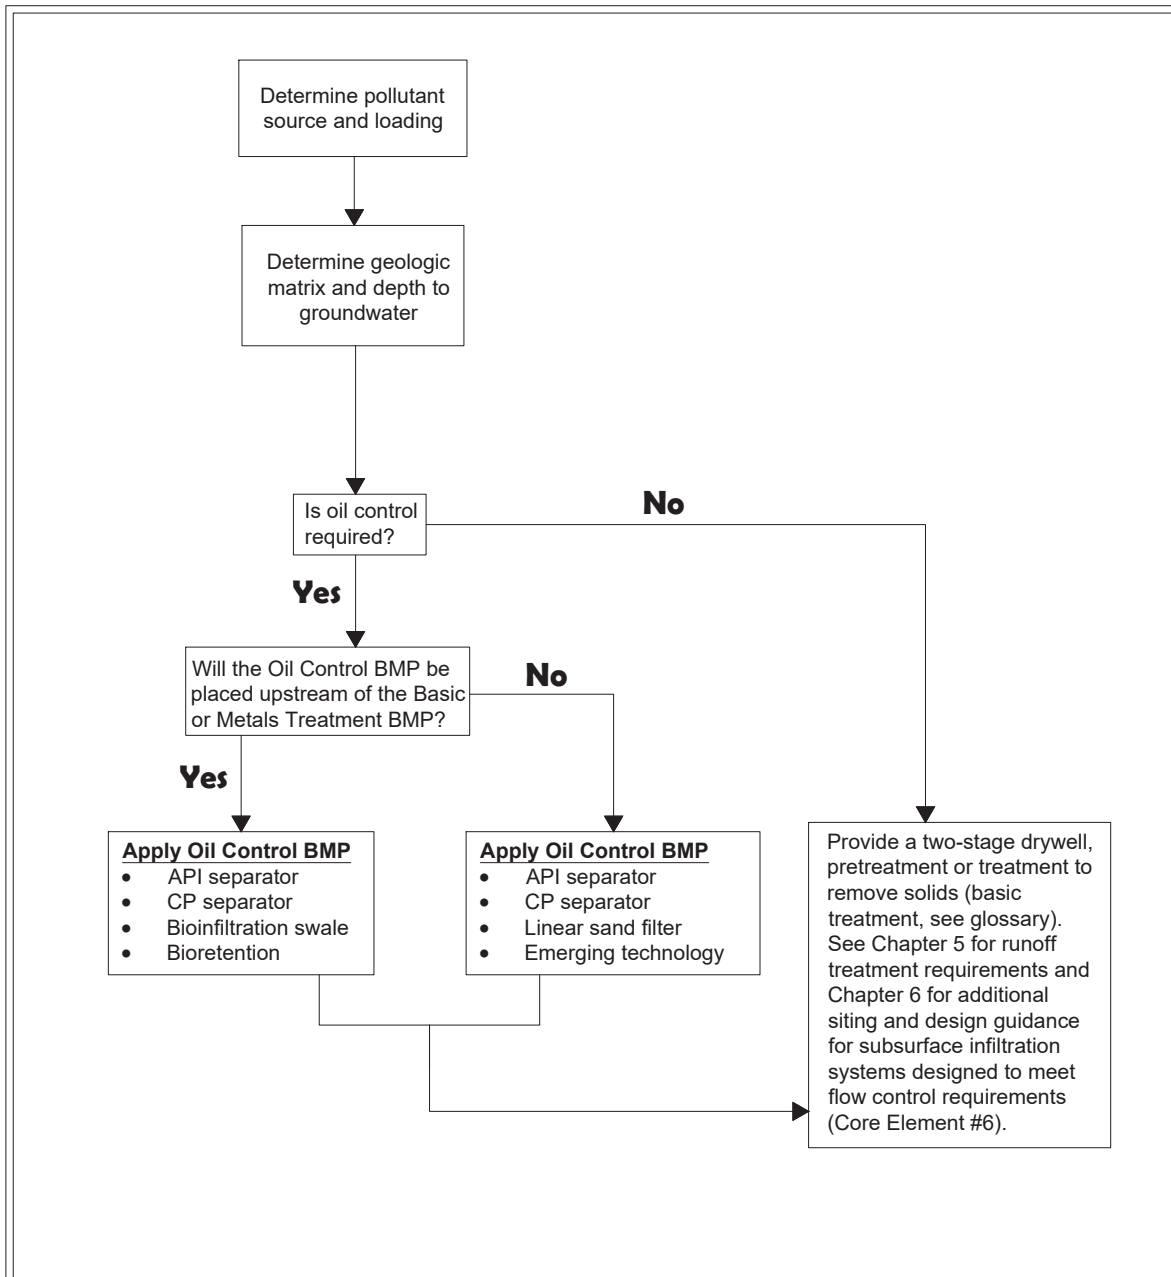 Determine pollutant
source and loading
Determine geologic
matrix and depth to
groundwater
Is oil control
required?
No
Yes
Will the Oil Control BMP be
placed upstream of the Basic
or Metals Treatment BMP?
No
Yes
Apply Oil Control BMP
• API separator
• CP separator
• Bioinfiltration swale
• Bioretention
Apply Oil Control BMP
• API separator
• CP separator
• Linear sand filter
• Emerging technology
Provide a two-stage drywell,
pretreatment or treatment to
remove solids (basic
treatment, see glossary).
See Chapter 5 for runoff
treatment requirements and
Chapter 6 for additional
siting and design guidance
for subsurface infiltration
systems designed to meet
flow control requirements
(Core Element #6).